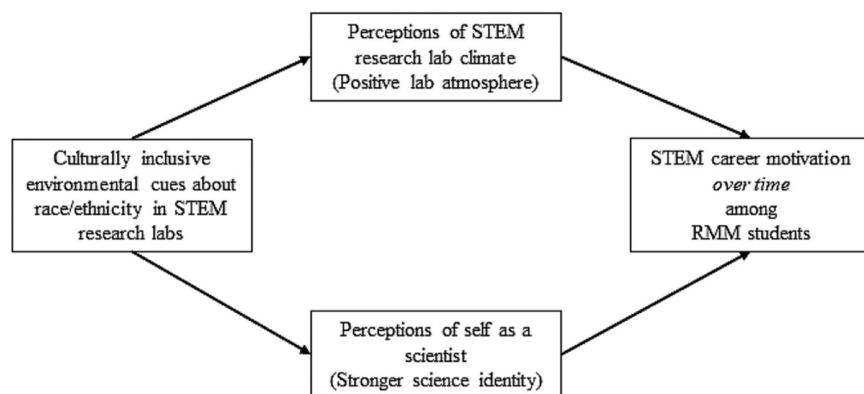 Perceptions of STEM
research lab climate
(Positive lab atmosphere)
Culturally inclusive
environmental cues about
race/ethnicity in STEM
research labs
STEM career motivation
over time
among
RMM students
Perceptions of self as a
scientist
(Stronger science identity)